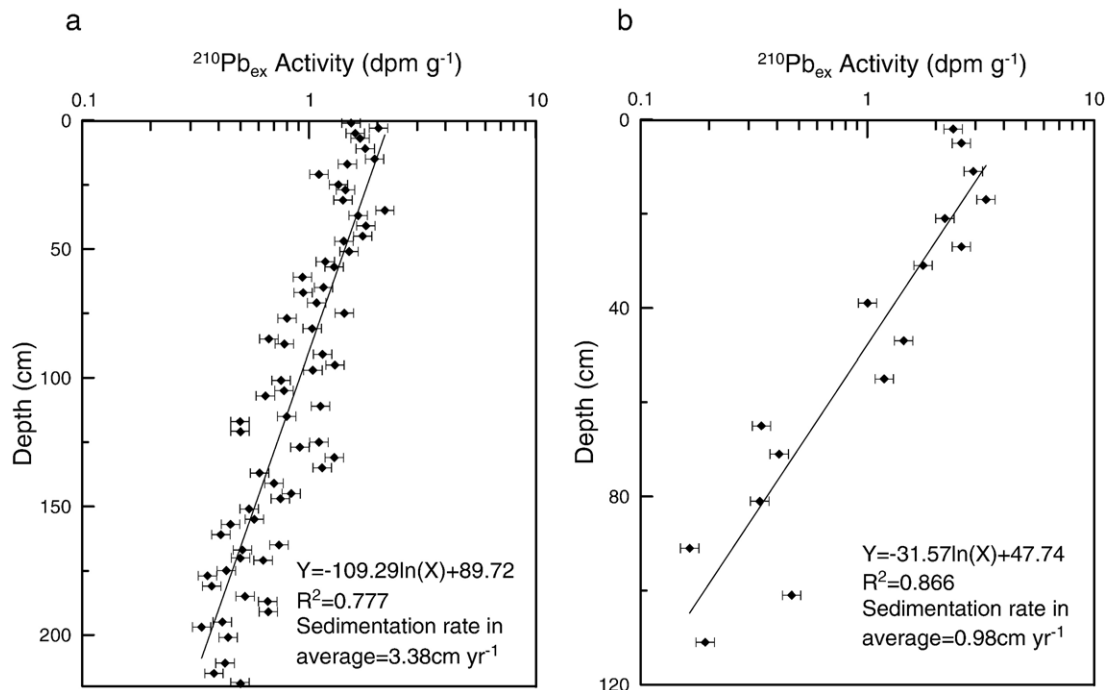 a
²¹⁰Pbₑₓ Activity (dpm g⁻¹)
0.1 1 10
0
50
100
150
200
Depth (cm)
Y=-109.29ln(X)+89.72
R²=0.777
Sedimentation rate in
average=3.38cm yr⁻¹
b
²¹⁰Pbₑₓ Activity (dpm g⁻¹)
0.1 1 10
0
40
80
120
Depth (cm)
Y=-31.57ln(X)+47.74
R²=0.866
Sedimentation rate in
average=0.98cm yr⁻¹